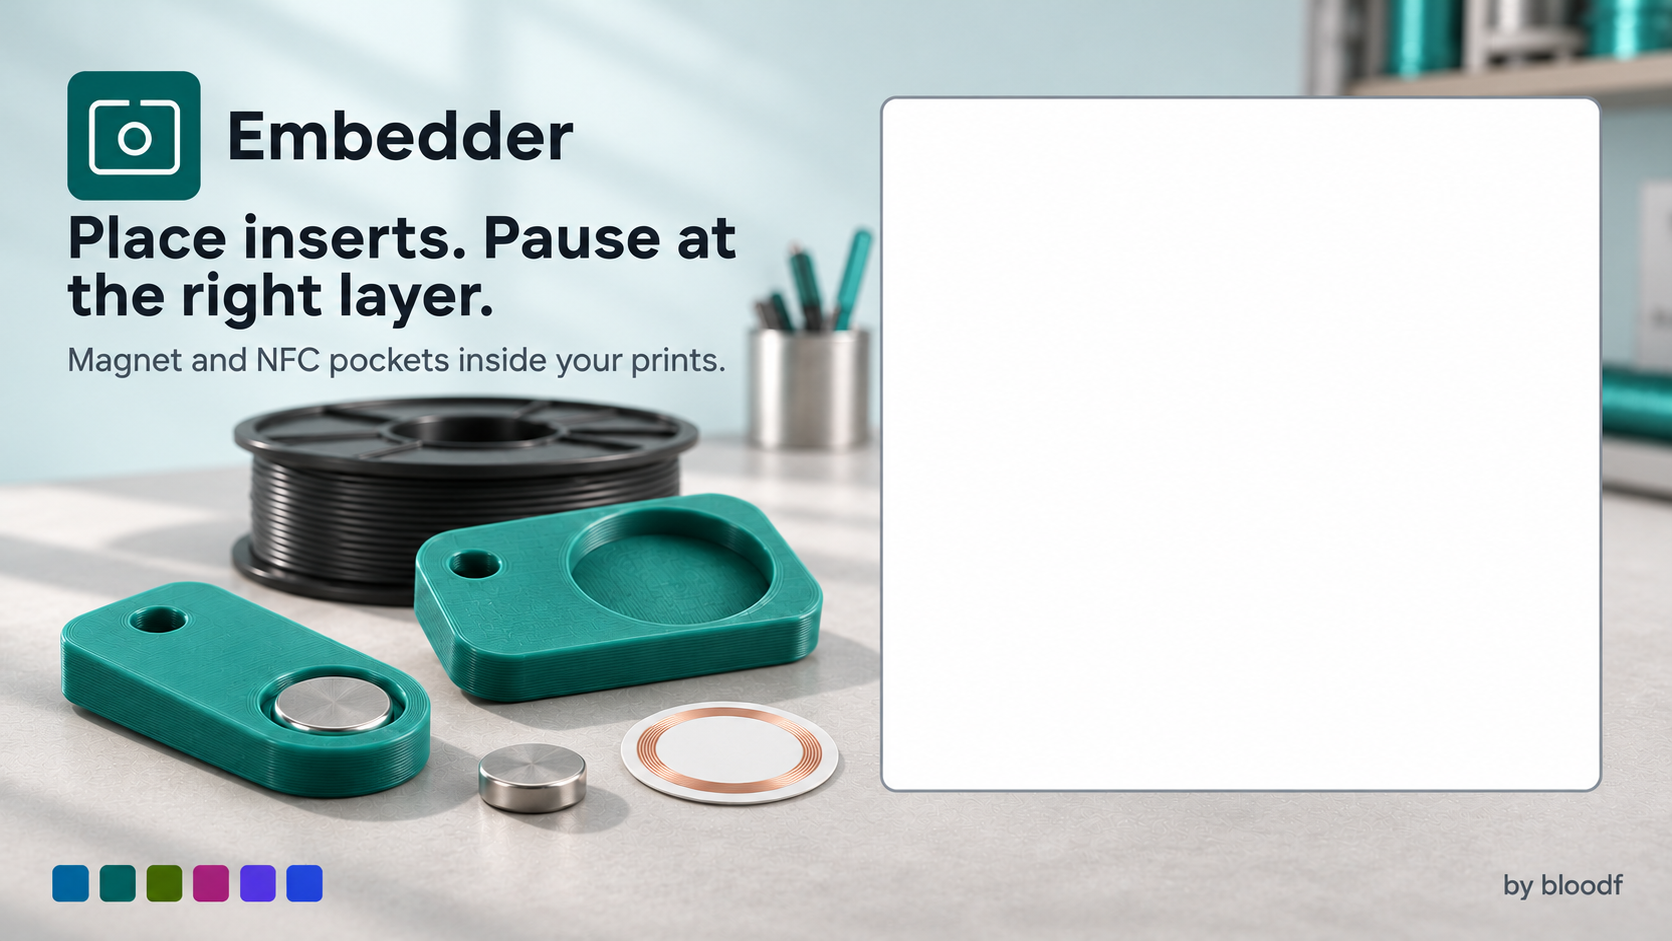 Embedder
Place inserts. Pause at
the right layer.
Magnet and NFC pockets inside your prints.
by bloodf